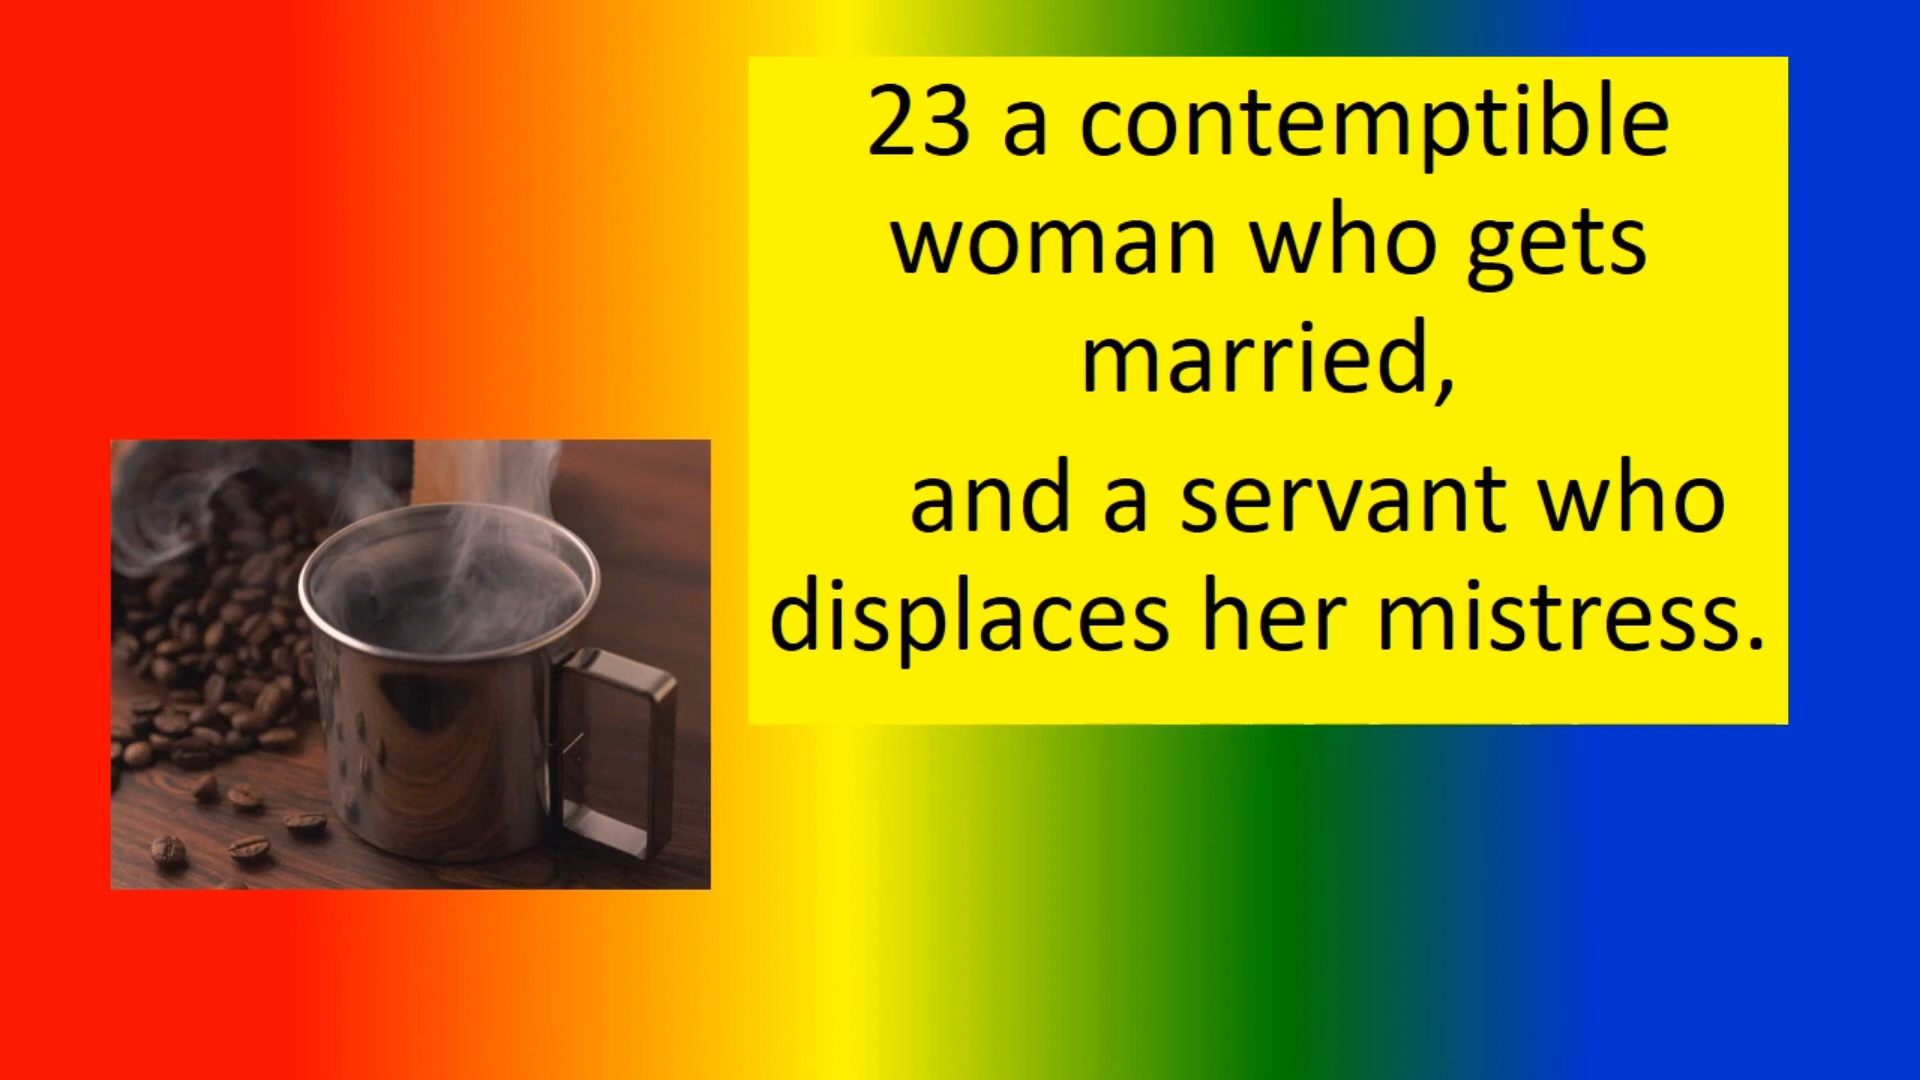 23 a contemptible
woman who gets
married,
and a servant who
displaces her mistress.